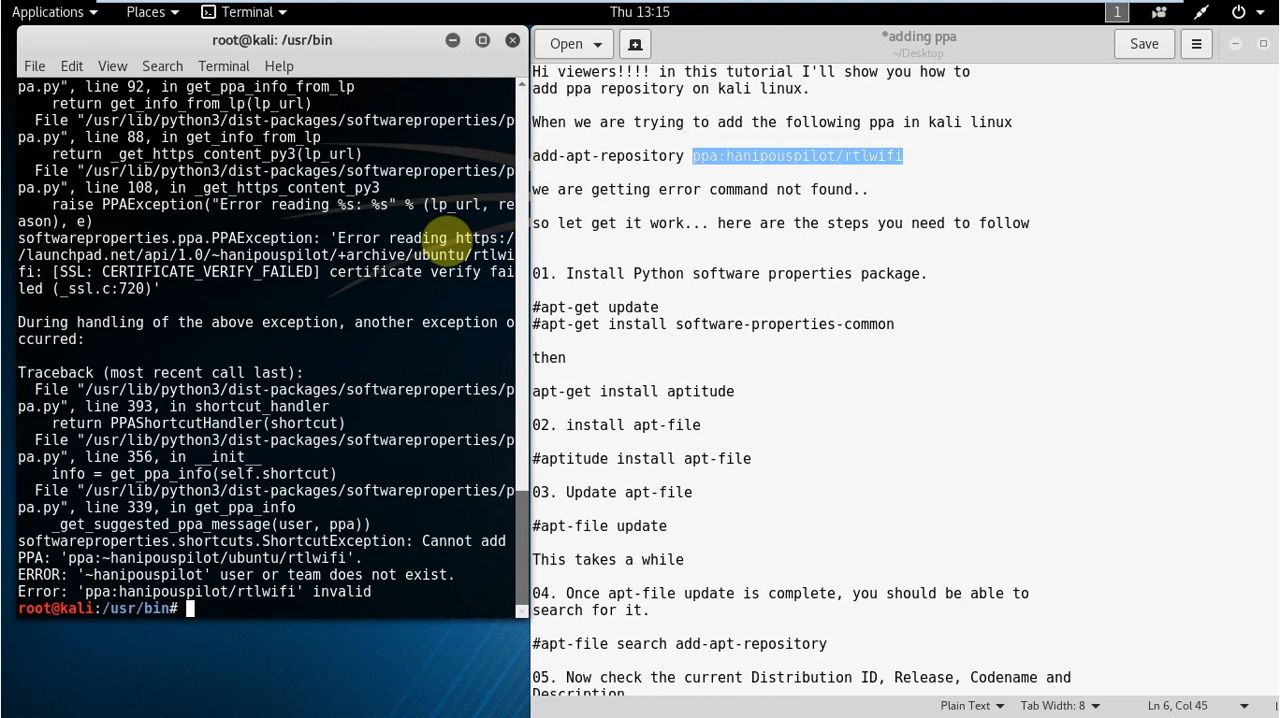 Applications Places Terminal Thu 13:15 1
root@kali: /usr/bin
File Edit View Search Terminal Help
pa.py", line 92, in get_ppa_info_from_lp
    return get_info_from_lp(lp_url)
  File "/usr/lib/python3/dist-packages/softwareproperties/p
pa.py", line 88, in get_info_from_lp
    return _get_https_content_py3(lp_url)
  File "/usr/lib/python3/dist-packages/softwareproperties/p
pa.py", line 108, in _get_https_content_py3
    raise PPAException("Error reading %s: %s" % (lp_url, re
ason), e)
softwareproperties.ppa.PPAException: 'Error reading https:/
/launchpad.net/api/1.0/~hanipouspilot/+archive/ubuntu/rtlwi
fi: [SSL: CERTIFICATE_VERIFY_FAILED] certificate verify fai
led (_ssl.c:720)'
During handling of the above exception, another exception o
ccurred:
Traceback (most recent call last):
  File "/usr/lib/python3/dist-packages/softwareproperties/p
pa.py", line 393, in shortcut_handler
    return PPAShortcutHandler(shortcut)
  File "/usr/lib/python3/dist-packages/softwareproperties/p
pa.py", line 356, in __init__
    info = get_ppa_info(self.shortcut)
  File "/usr/lib/python3/dist-packages/softwareproperties/p
pa.py", line 339, in get_ppa_info
    _get_suggested_ppa_message(user, ppa))
softwareproperties.shortcuts.ShortcutException: Cannot add
PPA: 'ppa:~hanipouspilot/ubuntu/rtlwifi'.
ERROR: '~hanipouspilot' user or team does not exist.
Error: 'ppa:hanipouspilot/rtlwifi' invalid
root@kali:/usr/bin#
Open *adding ppa Save
~/Desktop
Hi viewers!!!! in this tutorial I'll show you how to
add ppa repository on kali linux.
When we are trying to add the following ppa in kali linux
add-apt-repository ppa:hanipouspilot/rtlwifi
we are getting error command not found..
so let get it work... here are the steps you need to follow
01. Install Python software properties package.
#apt-get update
#apt-get install software-properties-common
then
apt-get install aptitude
02. install apt-file
#aptitude install apt-file
03. Update apt-file
#apt-file update
This takes a while
04. Once apt-file update is complete, you should be able to
search for it.
#apt-file search add-apt-repository
05. Now check the current Distribution ID, Release, Codename and
Description
Plain Text Tab Width: 8 Ln 6, Col 45